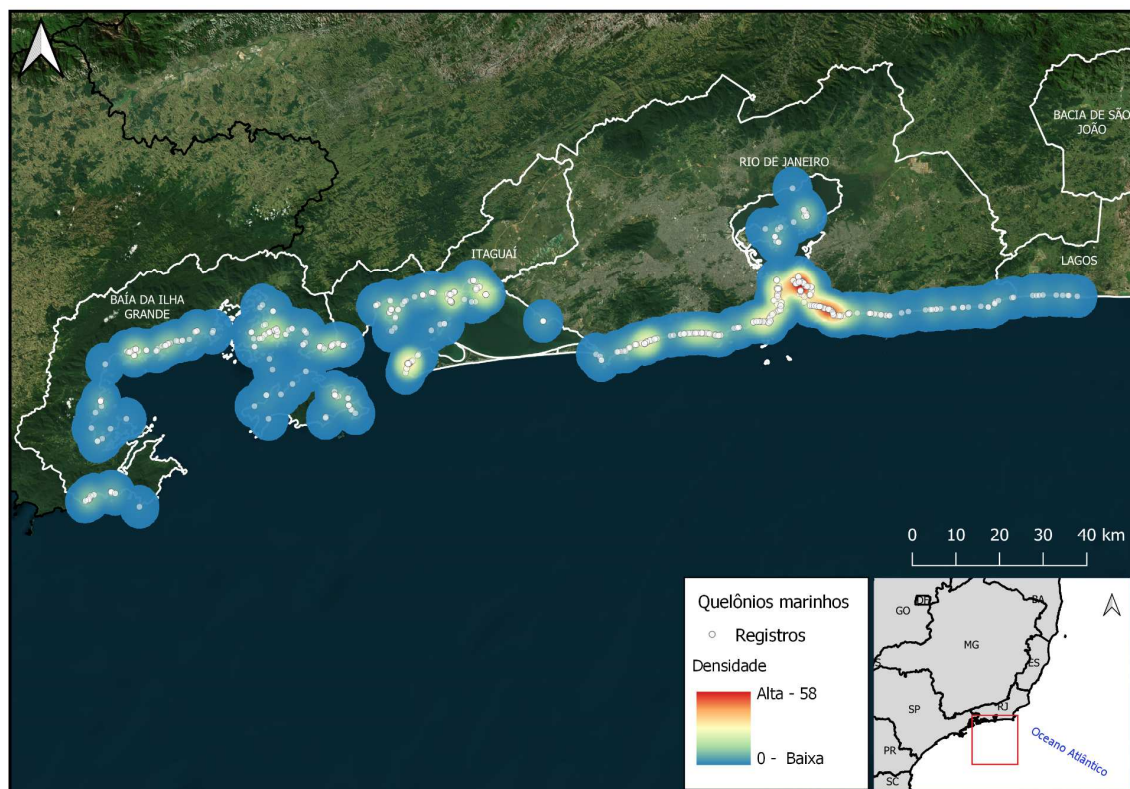 BACIA DE SÃO
JOÃO
RIO DE JANEIRO
ITAGUAÍ
LAGOS
BAÍA DA ILHA
GRANDE
0 10 20 30 40 km
Quelônios marinhos
Registros
Densidade
Alta - 58
0 - Baixa
GO
DF
BA
MG
ES
SP
RJ
PR
SC
Oceano Atlântico